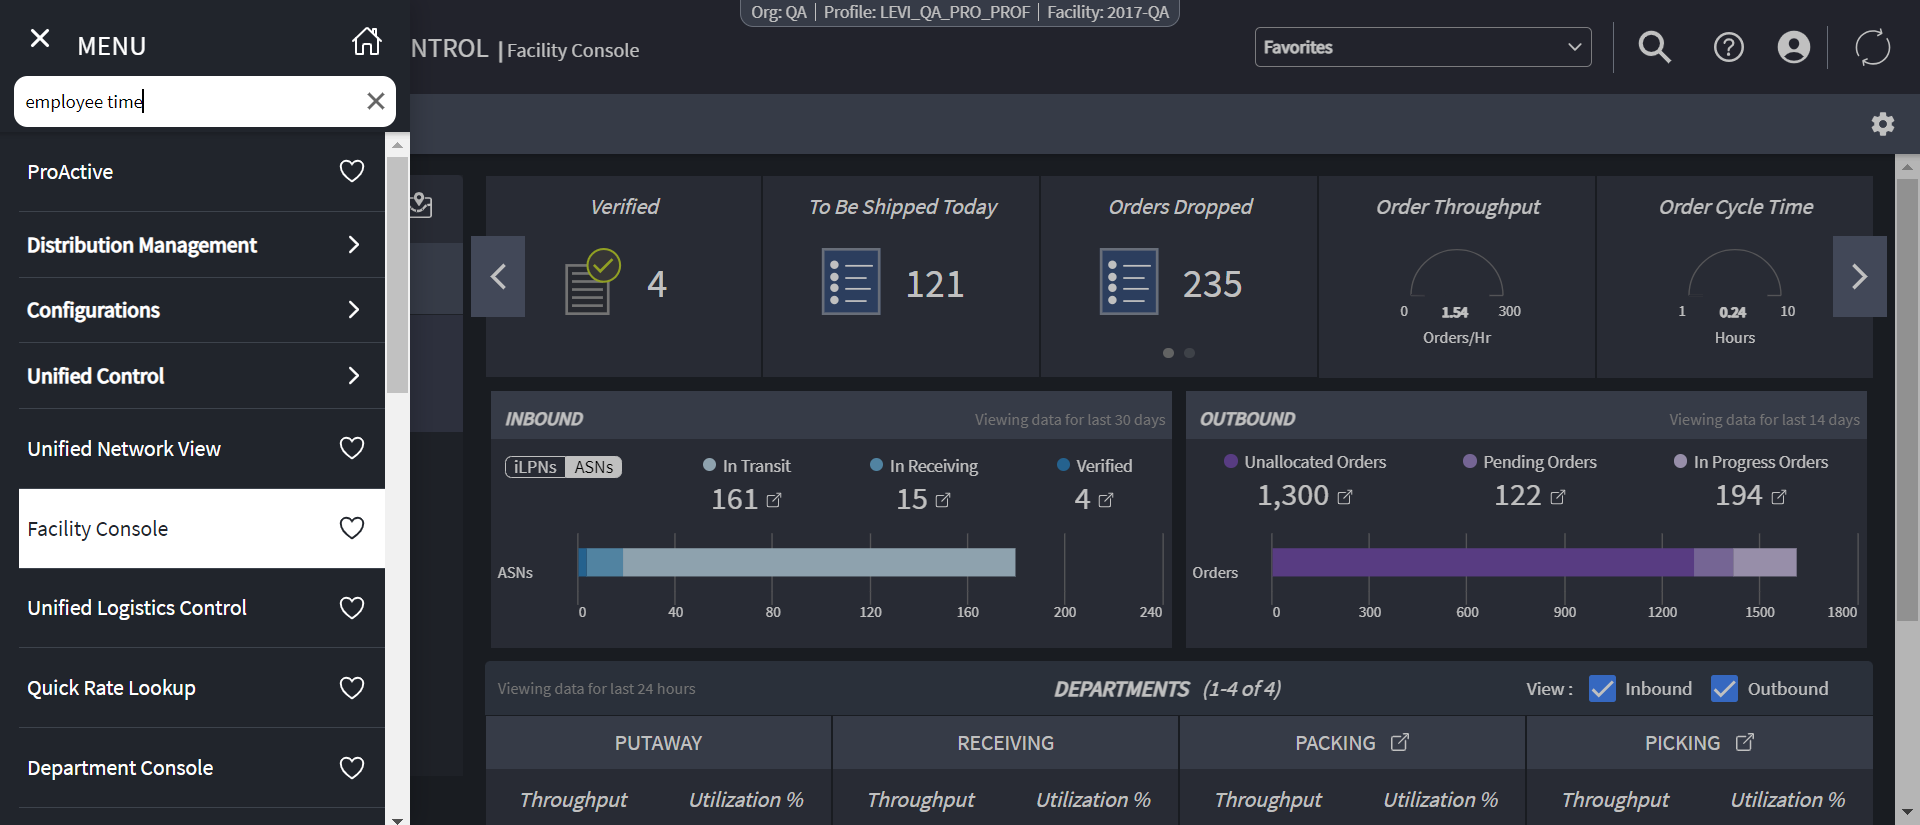 Org: QA | Profile: LEVI_QA_PRO_PROF | Facility: 2017-QA
MENU
NTROL | Facility Console
Favorites
employee time
ProActive
Distribution Management
Configurations
Unified Control
Unified Network View
Facility Console
Unified Logistics Control
Quick Rate Lookup
Department Console
Verified
4
To Be Shipped Today
121
Orders Dropped
235
Order Throughput
0 1.54 300
Orders/Hr
Order Cycle Time
1 0.24 10
Hours
INBOUND Viewing data for last 30 days
iLPNs ASNs
In Transit
161
In Receiving
15
Verified
4
ASNs
0 40 80 120 160 200 240
OUTBOUND Viewing data for last 14 days
Unallocated Orders
1,300
Pending Orders
122
In Progress Orders
194
Orders
0 300 600 900 1200 1500 1800
Viewing data for last 24 hours DEPARTMENTS (1-4 of 4) View : Inbound Outbound
PUTAWAY RECEIVING PACKING PICKING
Throughput Utilization % Throughput Utilization % Throughput Utilization % Throughput Utilization %